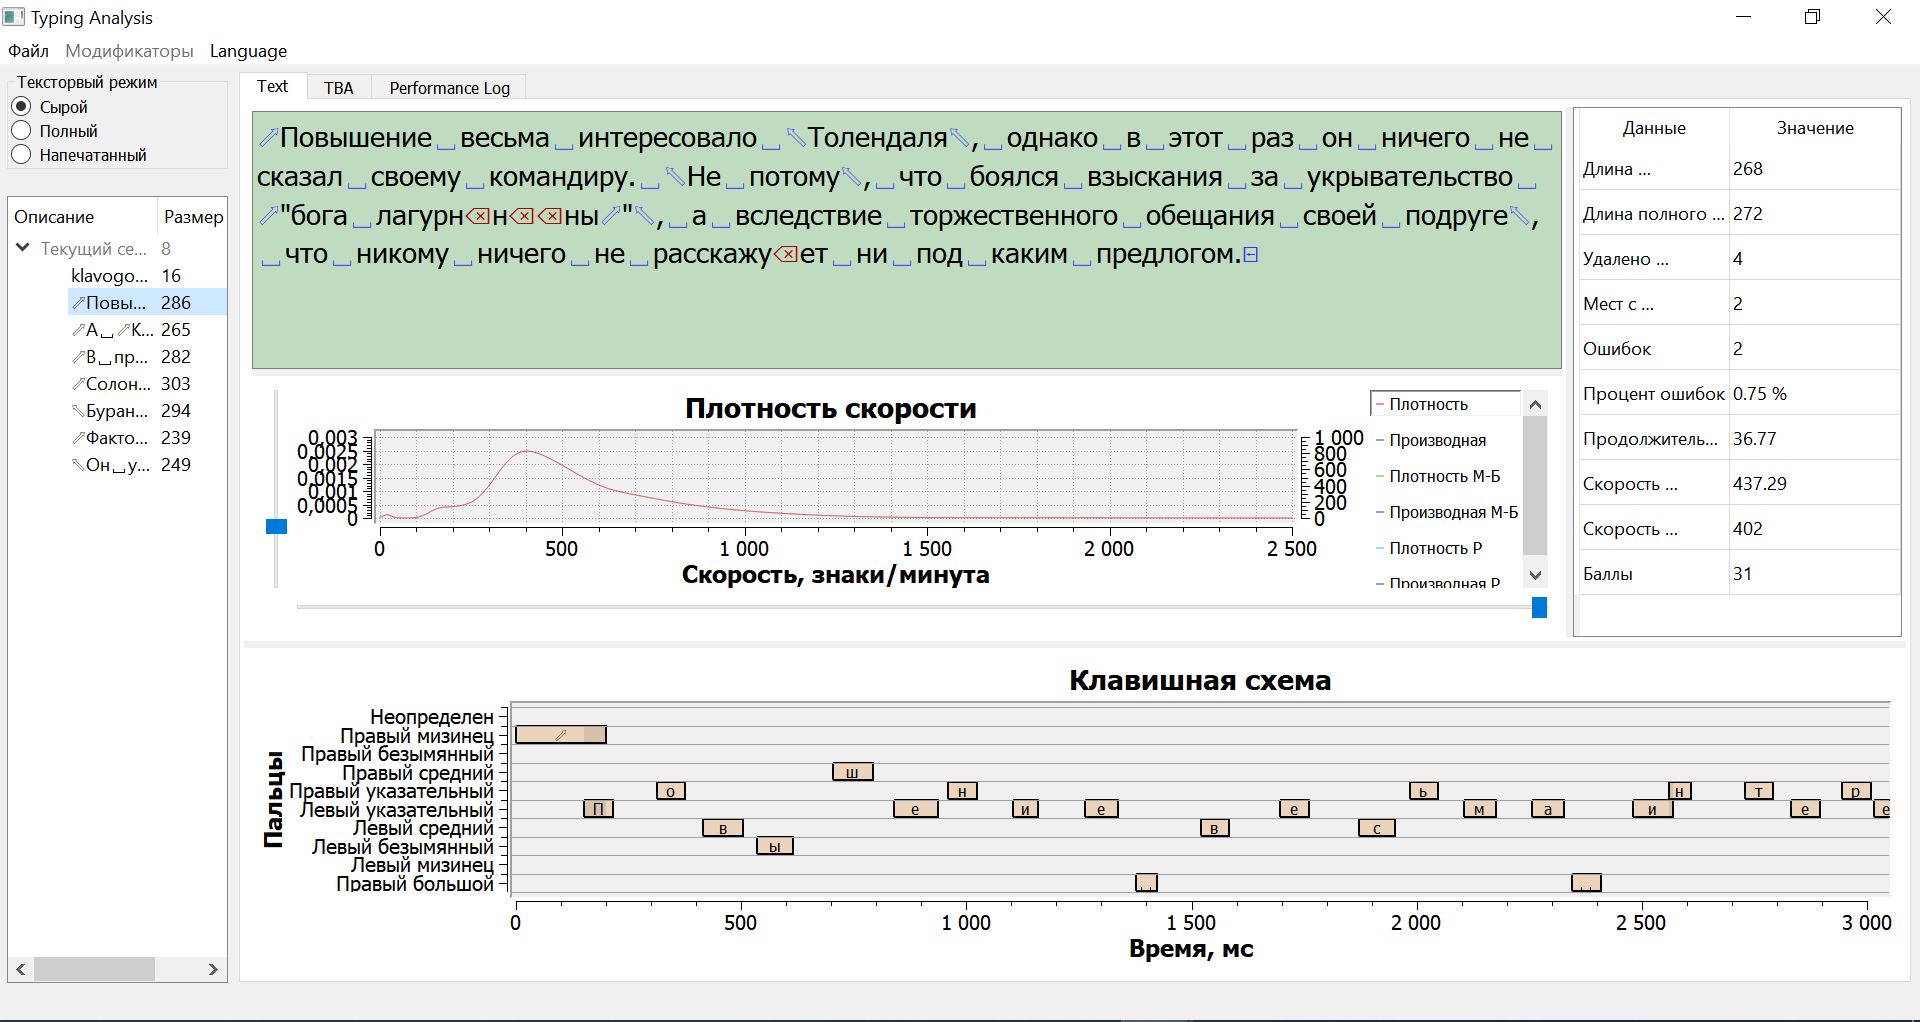 Typing Analysis
Файл Модификаторы Language
Текстовый режим
Сырой
Полный
Напечатанный
Описание Размер
Текущий се... 8
klavogo... 16
⇗Повы... 286
⇗А⎵⇗К... 265
⇗В⎵пр... 282
⇗Солон... 303
⇖Буран... 294
⇗Факто... 239
⇖Он⎵у... 249
Text TBA Performance Log
⇗Повышение⎵весьма⎵интересовало⎵⇖Толендаля⇖,⎵однако⎵в⎵этот⎵раз⎵он⎵ничего⎵не⎵
сказал⎵своему⎵командиру.⎵⇖Не⎵потому⇖,⎵что⎵боялся⎵взыскания⎵за⎵укрывательство⎵
⇗"бога⎵лагурн⌫н⌫⌫ны⇗"⇖,⎵а⎵вследствие⎵торжественного⎵обещания⎵своей⎵подруге⇖,
⎵что⎵никому⎵ничего⎵не⎵расскажу⌫ет⎵ни⎵под⎵каким⎵предлогом.
Данные Значение
Длина ... 268
Длина полного ... 272
Удалено ... 4
Мест с ... 2
Ошибок 2
Процент ошибок 0.75 %
Продолжитель... 36.77
Скорость ... 437.29
Скорость ... 402
Баллы 31
Плотность скорости
0,003
0,0025
0,002
0,0015
0,001
0,0005
0
1 000
800
600
400
200
0
0 500 1 000 1 500 2 000 2 500
Скорость, знаки/минута
Плотность
Производная
Плотность М-Б
Производная М-Б
Плотность Р
Производная Р
Клавишная схема
Пальцы
Неопределен
Правый мизинец ⇗
Правый безымянный
Правый средний ш
Правый указательный о н ь н т р
Левый указательный П е и е е м а и е е
Левый средний в в с
Левый безымянный ы
Левый мизинец
Правый большой ⎵ ⎵
0 500 1 000 1 500 2 000 2 500 3 000
Время, мс